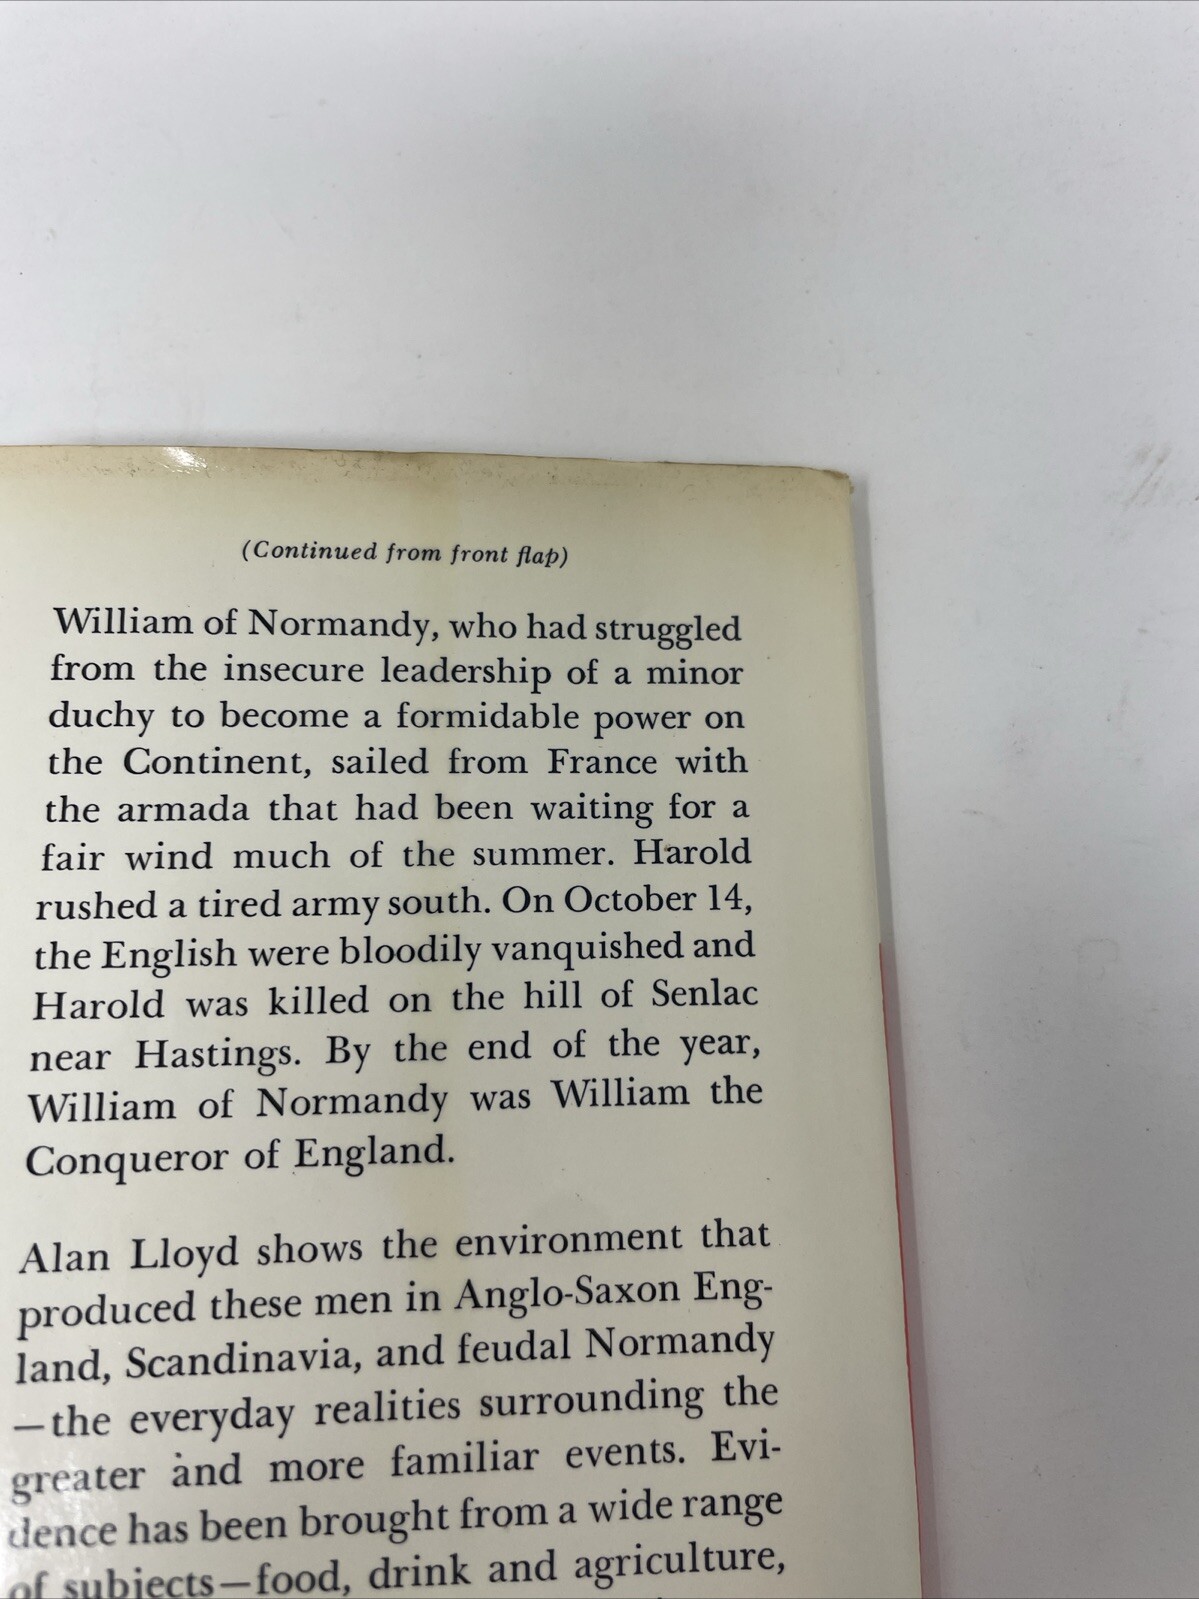 (Continued from front flap)
William of Normandy, who had struggled
from the insecure leadership of a minor
duchy to become a formidable power on
the Continent, sailed from France with
the armada that had been waiting for a
fair wind much of the summer. Harold
rushed a tired army south. On October 14,
the English were bloodily vanquished and
Harold was killed on the hill of Senlac
near Hastings. By the end of the year,
William of Normandy was William the
Conqueror of England.
Alan Lloyd shows the environment that
produced these men in Anglo-Saxon Eng-
land, Scandinavia, and feudal Normandy
—the everyday realities surrounding the
greater and more familiar events. Evi-
dence has been brought from a wide range
of subjects—food, drink and agriculture,